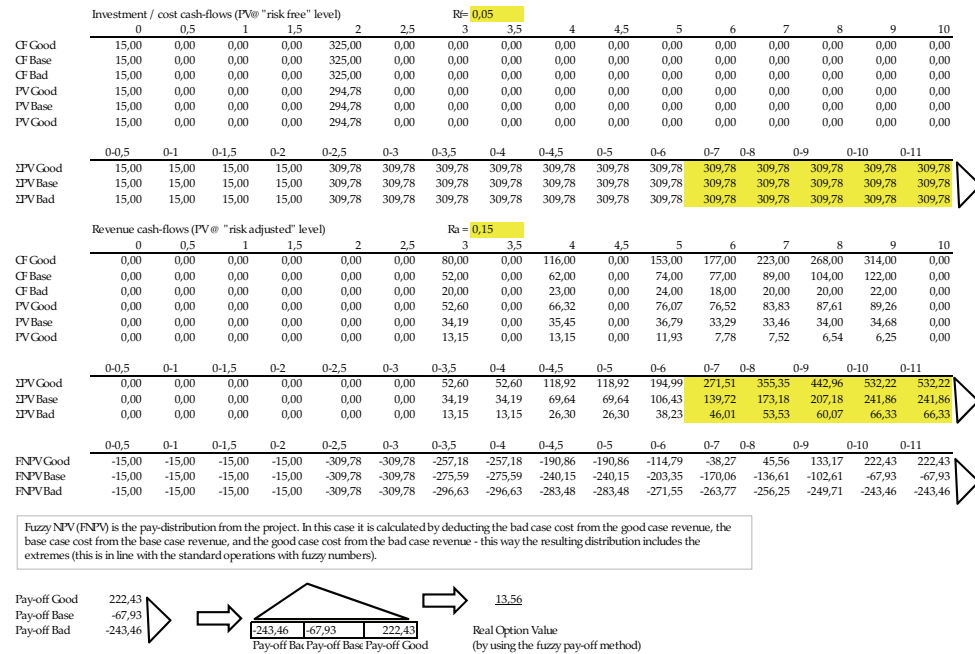 Investment / cost cash-flows (PV@ "risk free" level) Rf= 0,05
0 0,5 1 1,5 2 2,5 3 3,5 4 4,5 5 6 7 8 9 10
CF Good 15,00 0,00 0,00 0,00 325,00 0,00 0,00 0,00 0,00 0,00 0,00 0,00 0,00 0,00 0,00 0,00
CF Base 15,00 0,00 0,00 0,00 325,00 0,00 0,00 0,00 0,00 0,00 0,00 0,00 0,00 0,00 0,00 0,00
CF Bad 15,00 0,00 0,00 0,00 325,00 0,00 0,00 0,00 0,00 0,00 0,00 0,00 0,00 0,00 0,00 0,00
PV Good 15,00 0,00 0,00 0,00 294,78 0,00 0,00 0,00 0,00 0,00 0,00 0,00 0,00 0,00 0,00 0,00
PV Base 15,00 0,00 0,00 0,00 294,78 0,00 0,00 0,00 0,00 0,00 0,00 0,00 0,00 0,00 0,00 0,00
PV Good 15,00 0,00 0,00 0,00 294,78 0,00 0,00 0,00 0,00 0,00 0,00 0,00 0,00 0,00 0,00 0,00
0-0,5 0-1 0-1,5 0-2 0-2,5 0-3 0-3,5 0-4 0-4,5 0-5 0-6 0-7 0-8 0-9 0-10 0-11
ΣPV Good 15,00 15,00 15,00 15,00 309,78 309,78 309,78 309,78 309,78 309,78 309,78 309,78 309,78 309,78 309,78 309,78
ΣPV Base 15,00 15,00 15,00 15,00 309,78 309,78 309,78 309,78 309,78 309,78 309,78 309,78 309,78 309,78 309,78 309,78
ΣPV Bad 15,00 15,00 15,00 15,00 309,78 309,78 309,78 309,78 309,78 309,78 309,78 309,78 309,78 309,78 309,78 309,78
Revenue cash-flows (PV @ "risk adjusted" level) Ra = 0,15
0 0,5 1 1,5 2 2,5 3 3,5 4 4,5 5 6 7 8 9 10
CF Good 0,00 0,00 0,00 0,00 0,00 0,00 80,00 0,00 116,00 0,00 153,00 177,00 223,00 268,00 314,00 0,00
CF Base 0,00 0,00 0,00 0,00 0,00 0,00 52,00 0,00 62,00 0,00 74,00 77,00 89,00 104,00 122,00 0,00
CF Bad 0,00 0,00 0,00 0,00 0,00 0,00 20,00 0,00 23,00 0,00 24,00 18,00 20,00 20,00 22,00 0,00
PV Good 0,00 0,00 0,00 0,00 0,00 0,00 52,60 0,00 66,32 0,00 76,07 76,52 83,83 87,61 89,26 0,00
PV Base 0,00 0,00 0,00 0,00 0,00 0,00 34,19 0,00 35,45 0,00 36,79 33,29 33,46 34,00 34,68 0,00
PV Good 0,00 0,00 0,00 0,00 0,00 0,00 13,15 0,00 13,15 0,00 11,93 7,78 7,52 6,54 6,25 0,00
0-0,5 0-1 0-1,5 0-2 0-2,5 0-3 0-3,5 0-4 0-4,5 0-5 0-6 0-7 0-8 0-9 0-10 0-11
ΣPV Good 0,00 0,00 0,00 0,00 0,00 0,00 52,60 52,60 118,92 118,92 194,99 271,51 355,35 442,96 532,22 532,22
ΣPV Base 0,00 0,00 0,00 0,00 0,00 0,00 34,19 34,19 69,64 69,64 106,43 139,72 173,18 207,18 241,86 241,86
ΣPV Bad 0,00 0,00 0,00 0,00 0,00 0,00 13,15 13,15 26,30 26,30 38,23 46,01 53,53 60,07 66,33 66,33
0-0,5 0-1 0-1,5 0-2 0-2,5 0-3 0-3,5 0-4 0-4,5 0-5 0-6 0-7 0-8 0-9 0-10 0-11
FNPV Good -15,00 -15,00 -15,00 -15,00 -309,78 -309,78 -257,18 -257,18 -190,86 -190,86 -114,79 -38,27 45,56 133,17 222,43 222,43
FNPV Base -15,00 -15,00 -15,00 -15,00 -309,78 -309,78 -275,59 -275,59 -240,15 -240,15 -203,35 -170,06 -136,61 -102,61 -67,93 -67,93
FNPV Bad -15,00 -15,00 -15,00 -15,00 -309,78 -309,78 -296,63 -296,63 -283,48 -283,48 -271,55 -263,77 -256,25 -249,71 -243,46 -243,46
Fuzzy NPV (FNPV) is the pay-distribution from the project. In this case it is calculated by deducting the bad case cost from the good case revenue, the
base case cost from the base case revenue, and the good case cost from the bad case revenue - this way the resulting distribution includes the
extremes (this is in line with the standard operations with fuzzy numbers).
Pay-off Good 222,43
Pay-off Base -67,93
Pay-off Bad -243,46
13,56
-243,46 -67,93 222,43
Pay-off Bac Pay-off Base Pay-off Good
Real Option Value
(by using the fuzzy pay-off method)